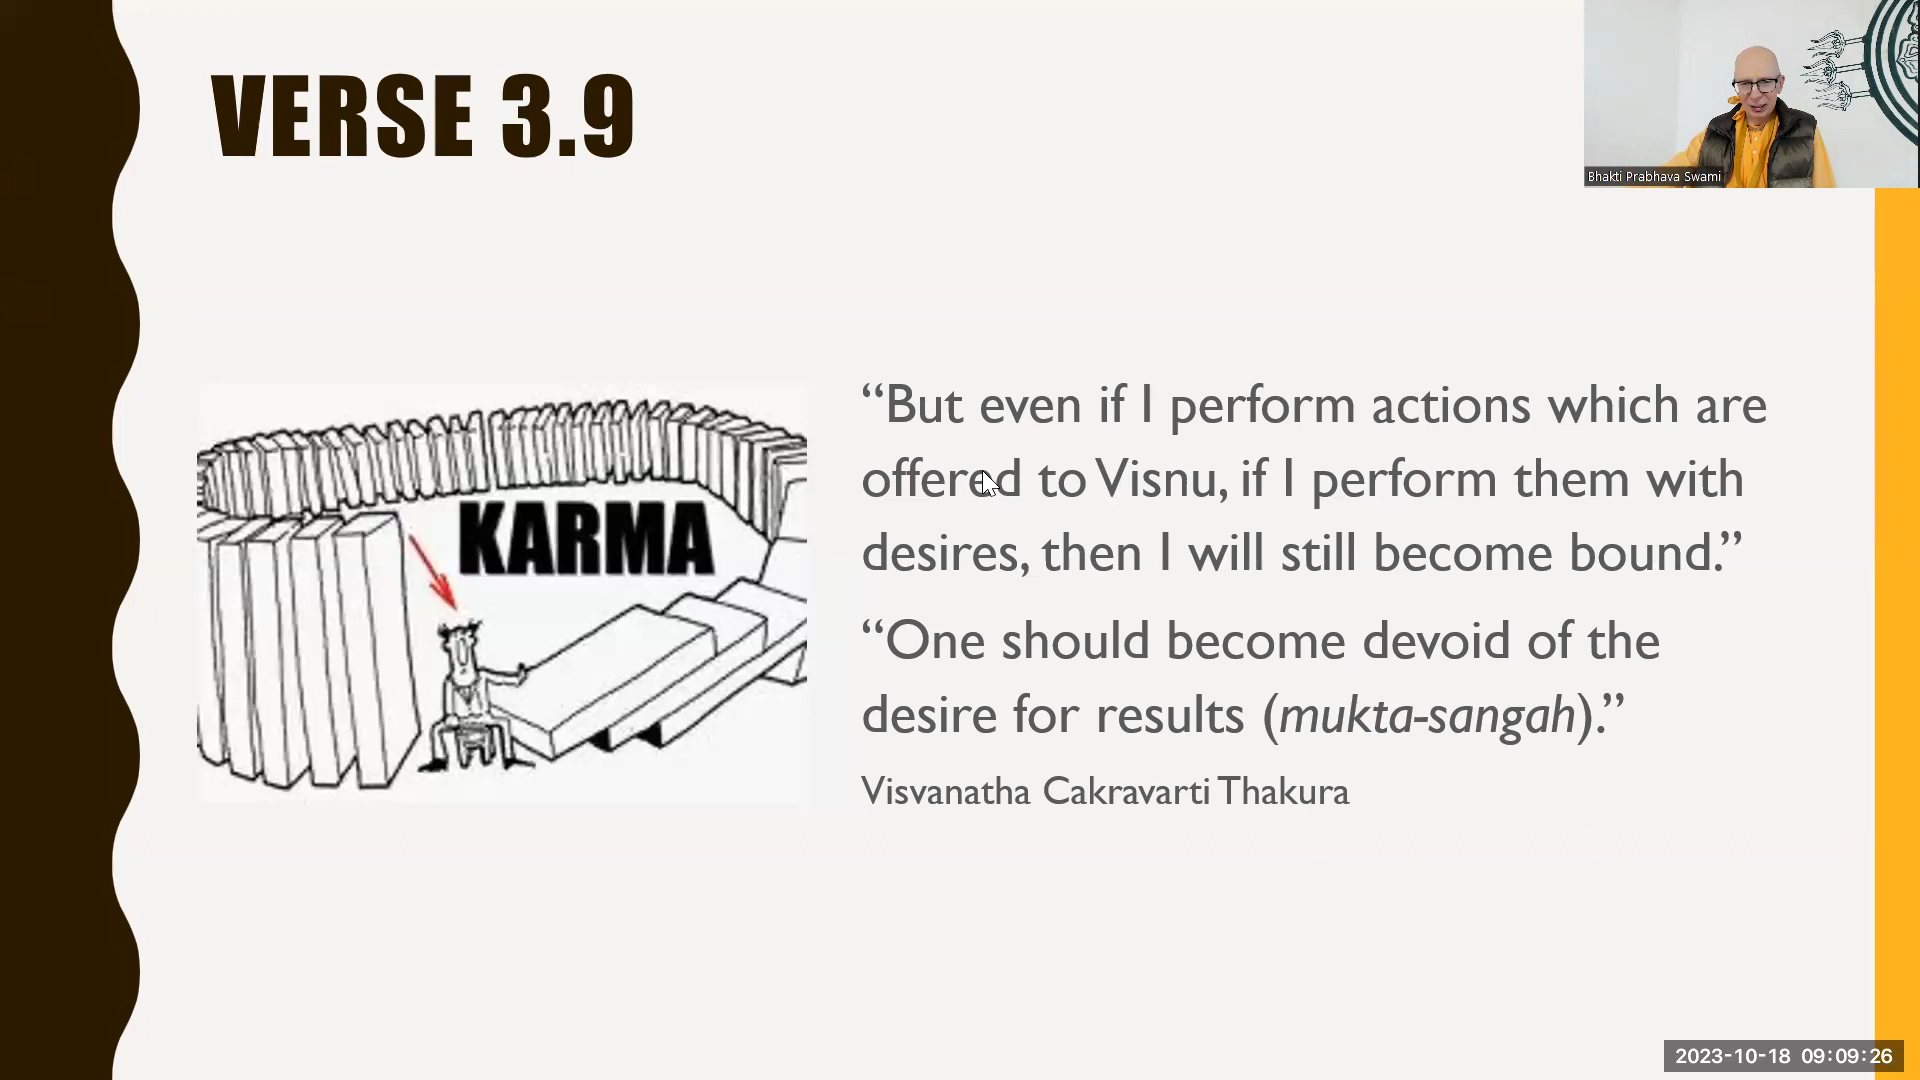 VERSE 3.9
Bhakti Prabhava Swami
KARMA
“But even if I perform actions which are
offered to Visnu, if I perform them with
desires, then I will still become bound.”
“One should become devoid of the
desire for results (mukta-sangah).”
Visvanatha Cakravarti Thakura
2023-10-18 09:09:26